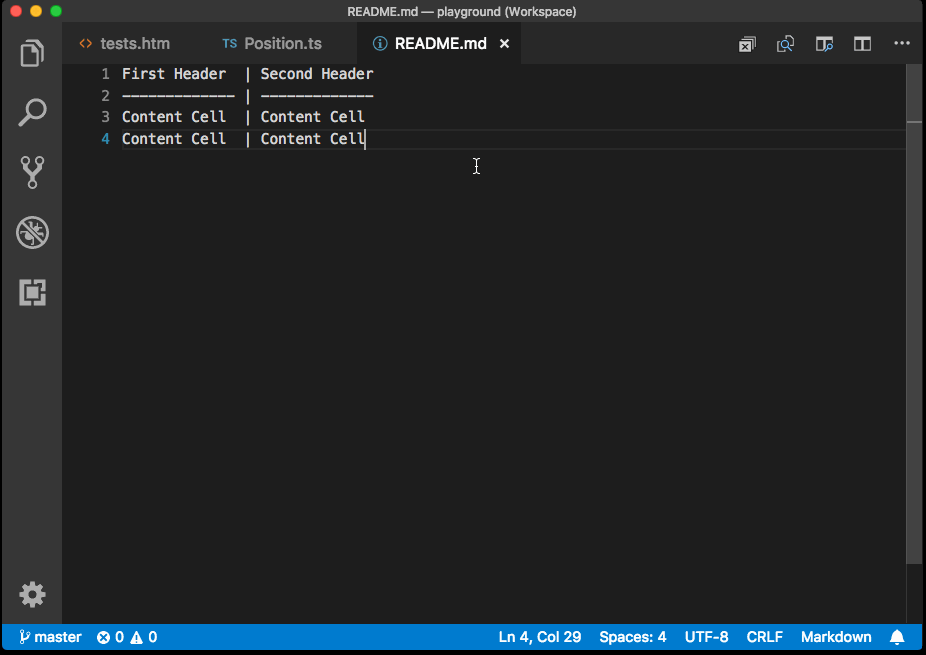 README.md — playground (Workspace)
<> tests.htm TS Position.ts README.md ×
1 First Header  | Second Header
2 ------------- | -------------
3 Content Cell  | Content Cell
4 Content Cell  | Content Cell
master 0 0 Ln 4, Col 29 Spaces: 4 UTF-8 CRLF Markdown